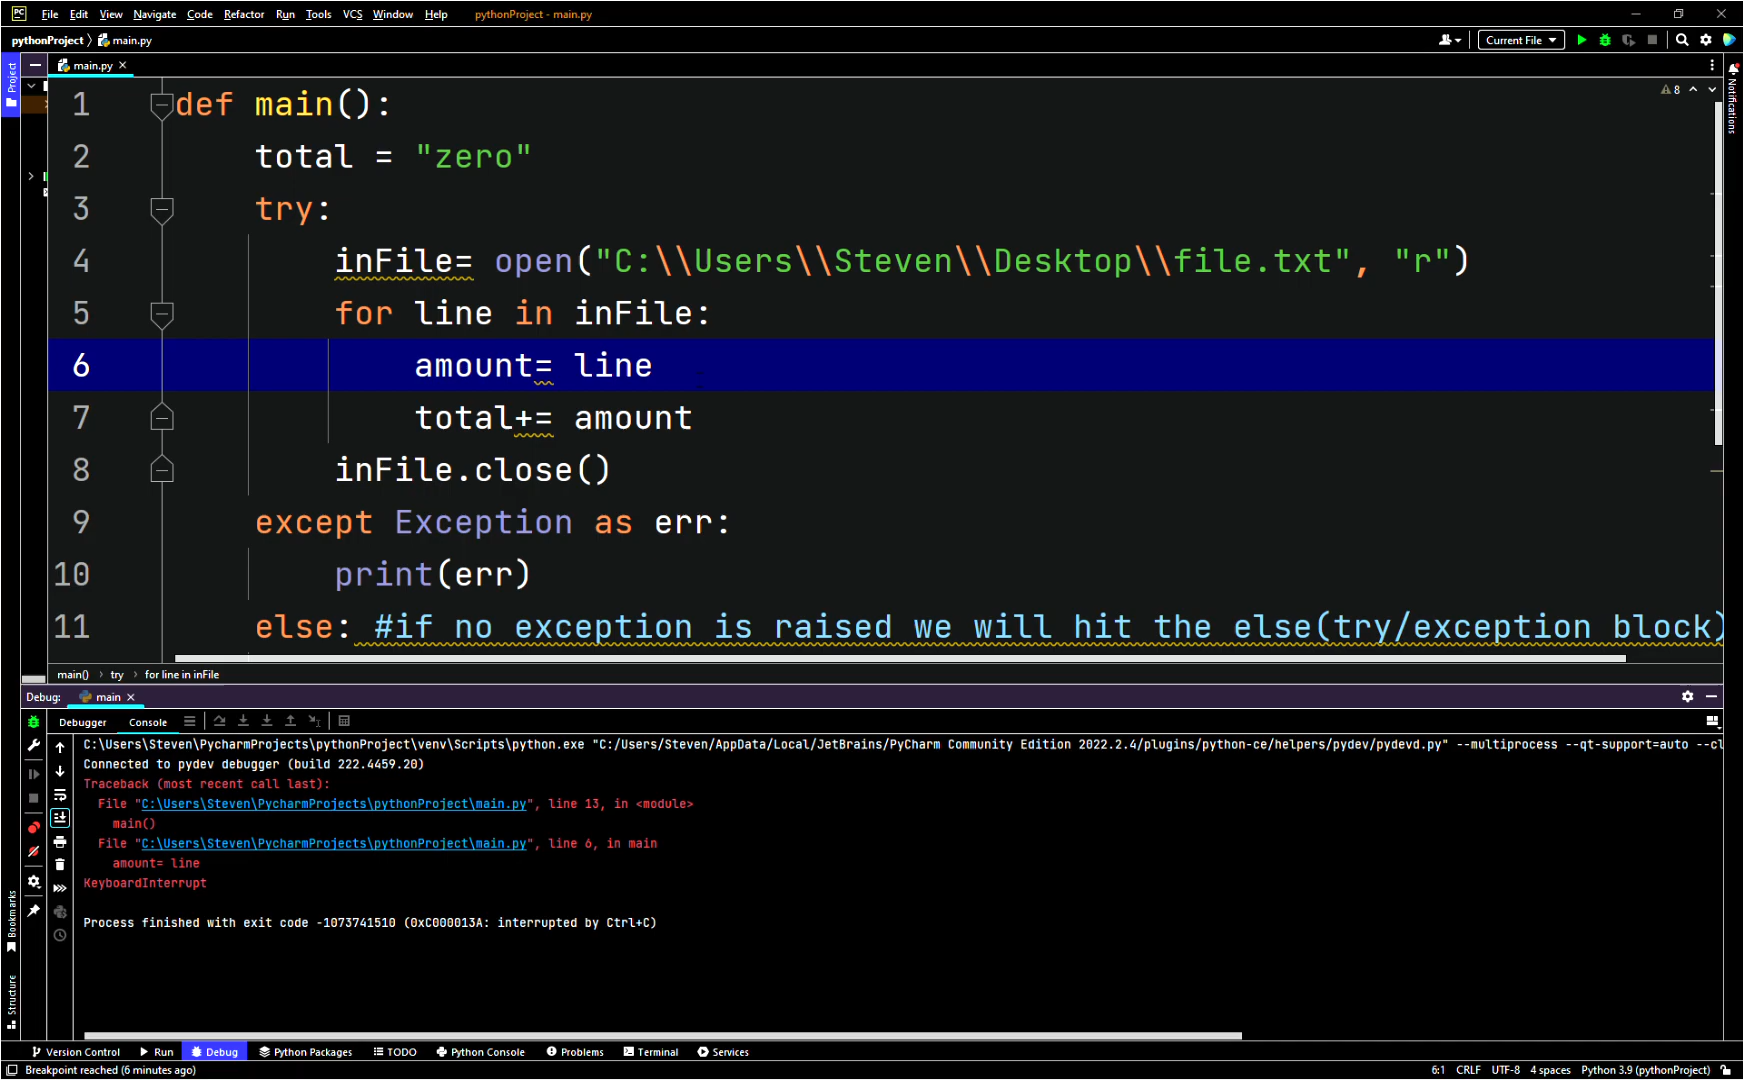 PC File Edit View Navigate Code Refactor Run Tools VCS Window Help pythonProject - main.py
pythonProject main.py Current File
Project main.py
8
Notifications
1 def main():
2 total = "zero"
3 try:
4 inFile= open("C:\\Users\\Steven\\Desktop\\file.txt", "r")
5 for line in inFile:
6 amount= line
7 total+= amount
8 inFile.close()
9 except Exception as err:
10 print(err)
11 else: #if no exception is raised we will hit the else(try/exception block)
main() try for line in inFile
Debug: main
Debugger Console
C:\Users\Steven\PycharmProjects\pythonProject\venv\Scripts\python.exe "C:/Users/Steven/AppData/Local/JetBrains/PyCharm Community Edition 2022.2.4/plugins/python-ce/helpers/pydev/pydevd.py" --multiprocess --qt-support=auto --cl
Connected to pydev debugger (build 222.4459.20)
Traceback (most recent call last):
File "C:\Users\Steven\PycharmProjects\pythonProject\main.py", line 13, in <module>
main()
File "C:\Users\Steven\PycharmProjects\pythonProject\main.py", line 6, in main
amount= line
KeyboardInterrupt
Process finished with exit code -1073741510 (0xC000013A: interrupted by Ctrl+C)
Bookmarks
Structure
Version Control Run Debug Python Packages TODO Python Console Problems Terminal Services
Breakpoint reached (6 minutes ago) 6:1 CRLF UTF-8 4 spaces Python 3.9 (pythonProject)